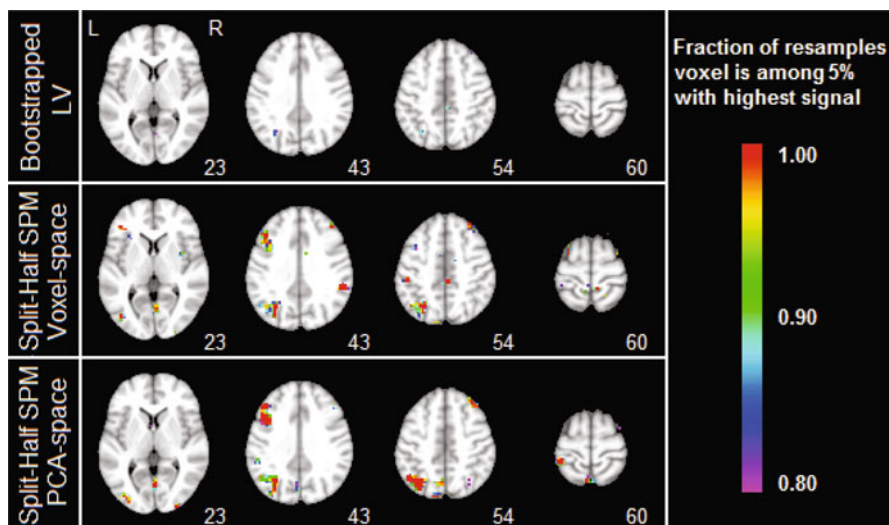 L
R
Bootstrapped
LV
23
43
54
60
Split-Half SPM
Voxel-space
23
43
54
60
Split-Half SPM
PCA-space
23
43
54
60
Fraction of resamples
voxel is among 5%
with highest signal
1.00
0.90
0.80